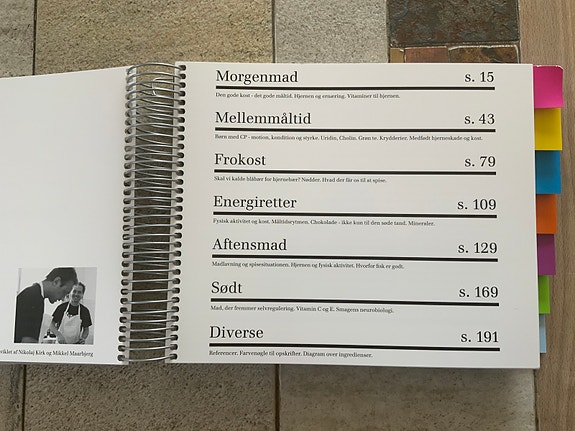 Morgenmad s. 15
Den gode kost - det gode måltid. Hjernen og ernæring. Vitaminer til hjernen.
Mellemmåltid s. 43
Børn med CP - motion, kondition og styrke. Uridin, Cholin. Grøn te. Krydderier. Medfødt hjerneskade og kost.
Frokost s. 79
Skal vi kalde blåbær for hjernebær? Nødder. Hvad får os til at spise.
Energiretter s. 109
Fysisk aktivitet og kost. Måltidsrytmen. Chokolade - ikke kun til den søde tand. Mineraler.
Aftensmad s. 129
Madlavning og spisesituationen. Hjernen og fysisk aktivitet. Hvorfor fisk er godt.
Sødt s. 169
Mad, der fremmer selvregulering. Vitamin C og E. Smagens neurobiologi.
Diverse s. 191
Referencer. Farvenøgle til opskrifter. Diagram over ingredienser.
viklet af Nikolaj Kirk og Mikkel Maarbjerg